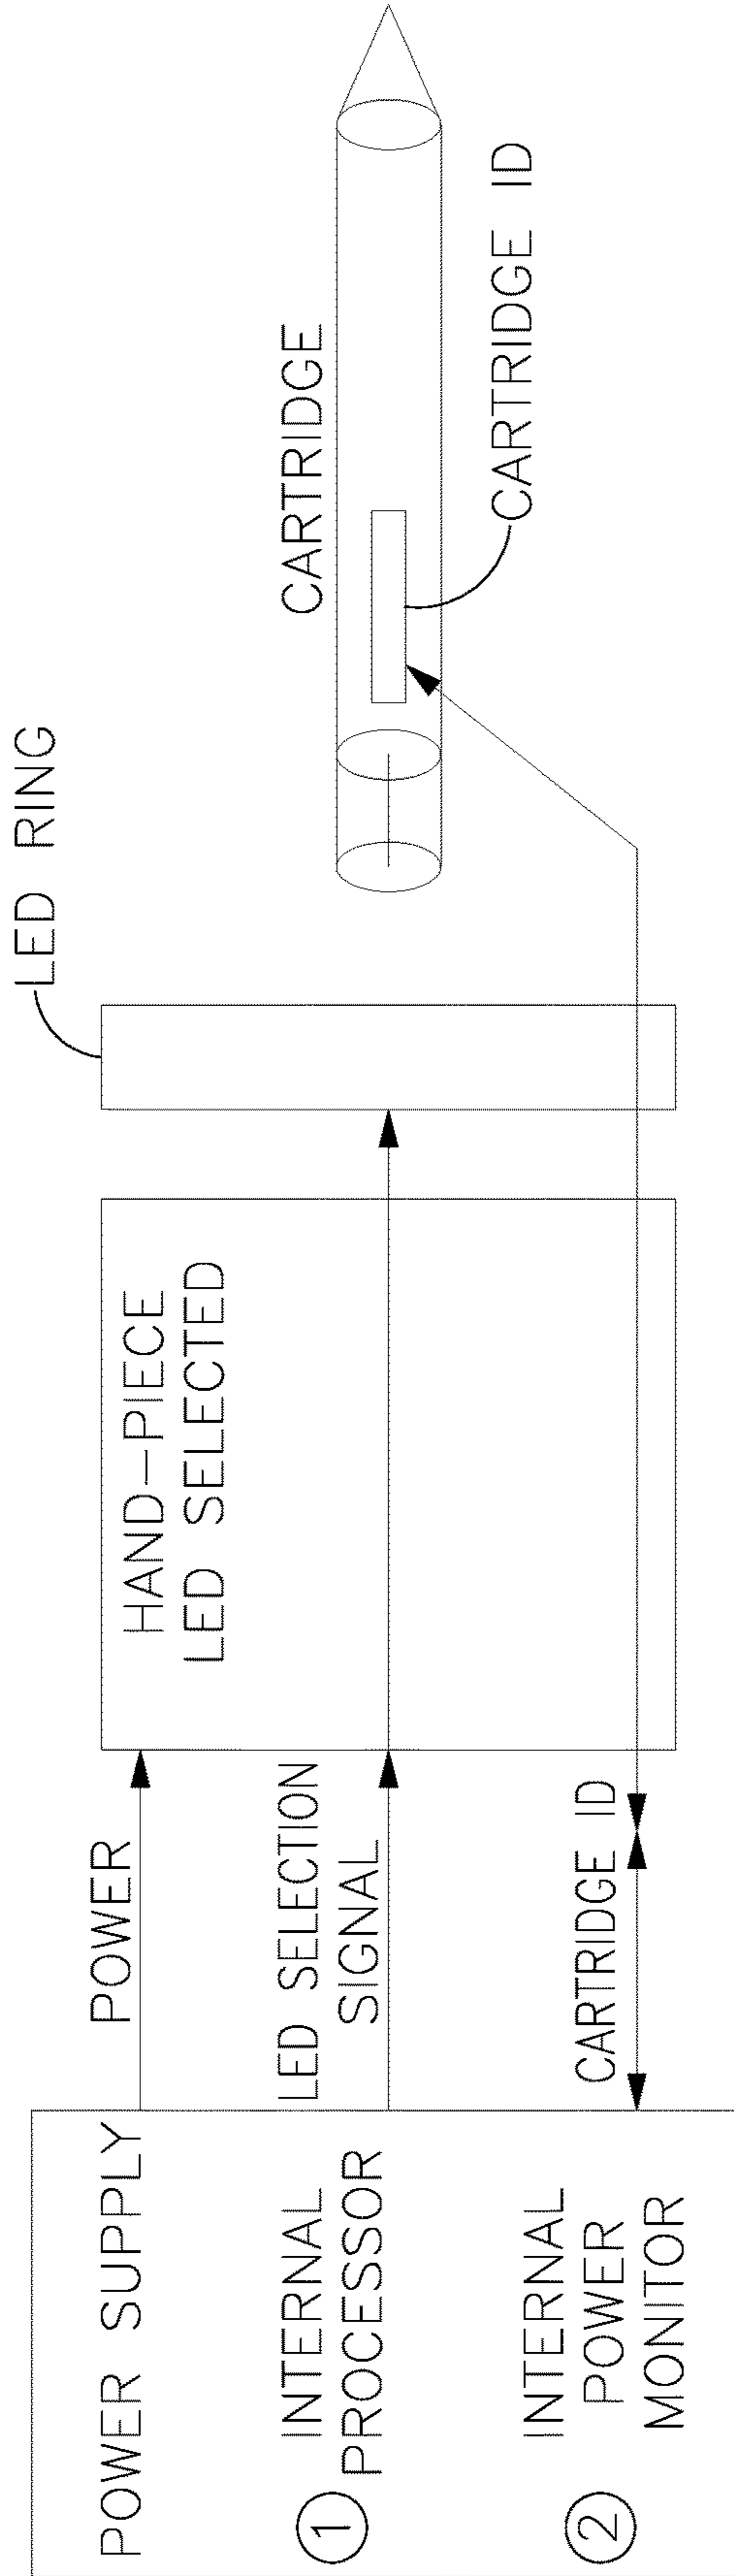 POWER SUPPLY
① INTERNAL
PROCESSOR
② INTERNAL
POWER
MONITOR
POWER
LED SELECTION
SIGNAL
CARTRIDGE ID
HAND-PIECE
LED SELECTED
LED RING
CARTRIDGE
CARTRIDGE ID